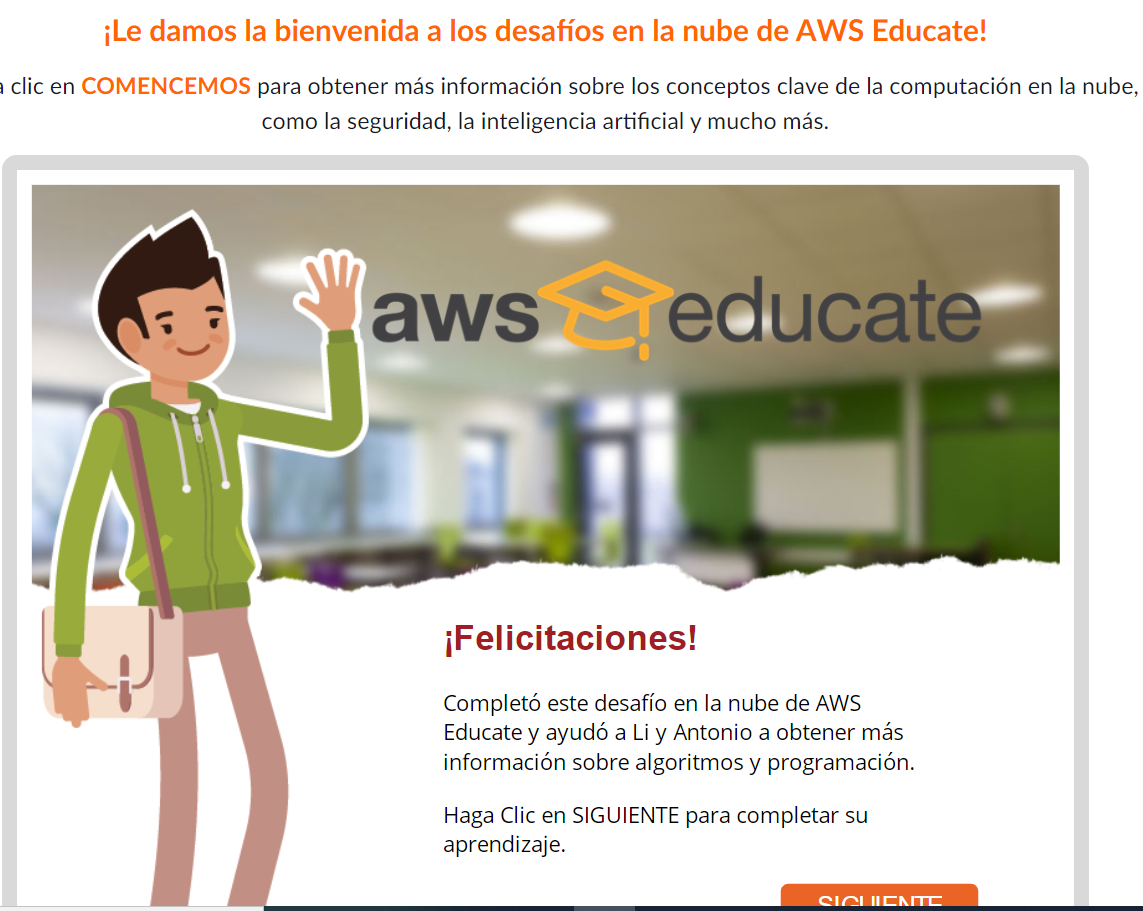 ¡Le damos la bienvenida a los desafíos en la nube de AWS Educate!
a clic en COMENCEMOS para obtener más información sobre los conceptos clave de la computación en la nube,
como la seguridad, la inteligencia artificial y mucho más.
aws educate
¡Felicitaciones!
Completó este desafío en la nube de AWS
Educate y ayudó a Li y Antonio a obtener más
información sobre algoritmos y programación.
Haga Clic en SIGUIENTE para completar su
aprendizaje.
SIGUIENTE